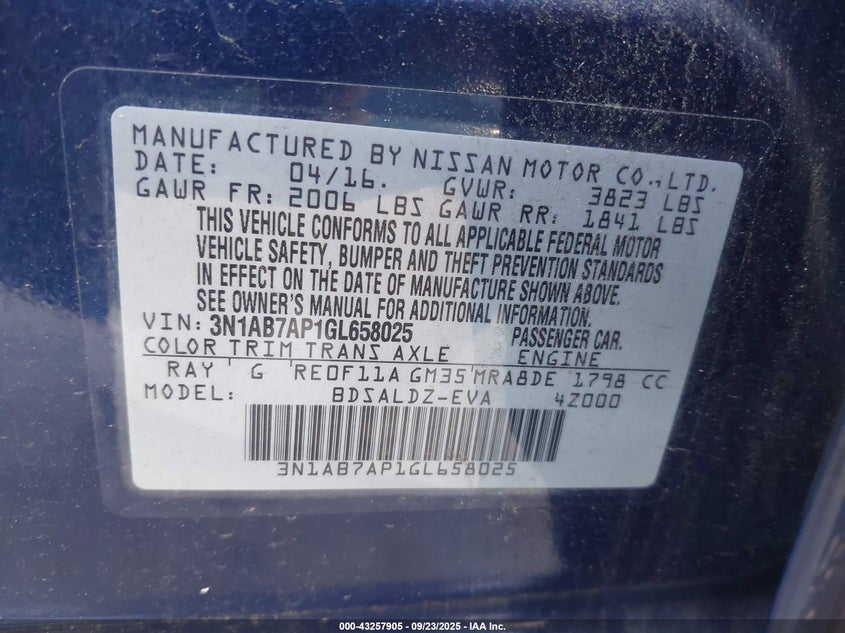 MANUFACTURED BY NISSAN MOTOR CO.,LTD.
DATE: 04/16. GVWR: 3823 LBS
GAWR FR: 2006 LBS GAWR RR: 1841 LBS
THIS VEHICLE CONFORMS TO ALL APPLICABLE FEDERAL MOTOR
VEHICLE SAFETY, BUMPER AND THEFT PREVENTION STANDARDS
IN EFFECT ON THE DATE OF MANUFACTURE SHOWN ABOVE.
SEE OWNER'S MANUAL FOR ADDITIONAL INFORMATION.
VIN: 3N1AB7AP1GL658025 PASSENGER CAR.
COLOR TRIM TRANS AXLE ENGINE
RAY G RE0F11A GM35 MRA8DE 1798 CC
MODEL: BDSALDZ-EVA 4Z000
3N1AB7AP1GL658025
000-43257905 - 09/23/2025 - IAA Inc.